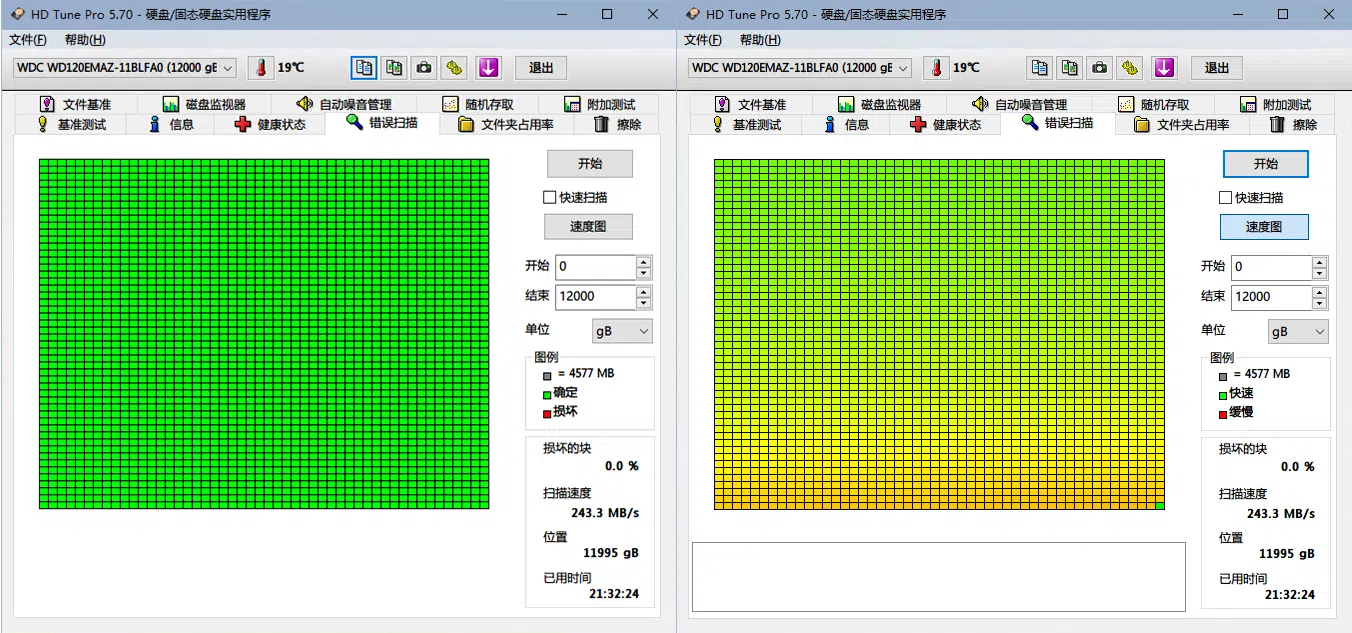 HD Tune Pro 5.70 - 硬盘/固态硬盘实用程序
文件(F) 帮助(H)
WDC WD120EMAZ-11BLFA0 (12000 gB 19℃ 退出
文件基准 磁盘监视器 自动噪音管理 随机存取 附加测试
基准测试 信息 健康状态 错误扫描 文件夹占用率 擦除
开始
快速扫描
速度图
开始 0
结束 12000
单位 gB
图例
= 4577 MB
确定
损坏
损坏的块
0.0 %
扫描速度
243.3 MB/s
位置
11995 gB
已用时间
21:32:24
HD Tune Pro 5.70 - 硬盘/固态硬盘实用程序
文件(F) 帮助(H)
WDC WD120EMAZ-11BLFA0 (12000 gB 19℃ 退出
文件基准 磁盘监视器 自动噪音管理 随机存取 附加测试
基准测试 信息 健康状态 错误扫描 文件夹占用率 擦除
开始
快速扫描
速度图
开始 0
结束 12000
单位 gB
图例
= 4577 MB
快速
缓慢
损坏的块
0.0 %
扫描速度
243.3 MB/s
位置
11995 gB
已用时间
21:32:24